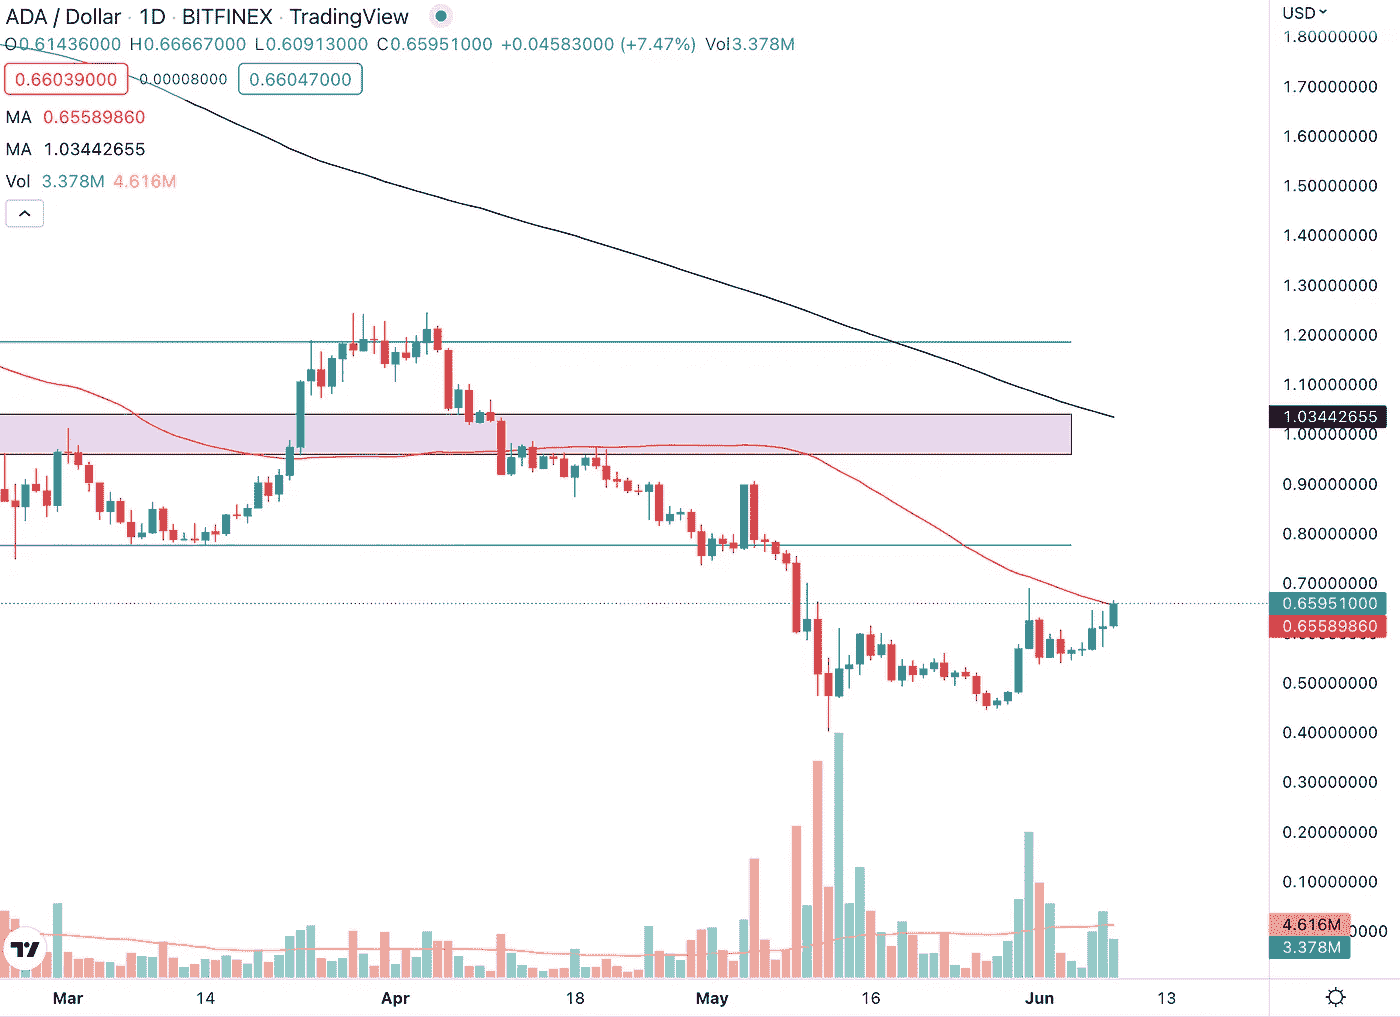 ADA / Dollar · 1D · BITFINEX · TradingView
O0.61436000 H0.66667000 L0.60913000 C0.65951000 +0.04583000 (+7.47%) Vol3.378M
0.66039000 0.00008000 0.66047000
MA 0.65589860
MA 1.03442655
Vol 3.378M 4.616M
USD
1.80000000
1.70000000
1.60000000
1.50000000
1.40000000
1.30000000
1.20000000
1.10000000
1.03442655
1.00000000
0.90000000
0.80000000
0.70000000
0.65951000
0.65589860
0.50000000
0.40000000
0.30000000
0.20000000
0.10000000
4.616M
3.378M
Mar 14 Apr 18 May 16 Jun 13